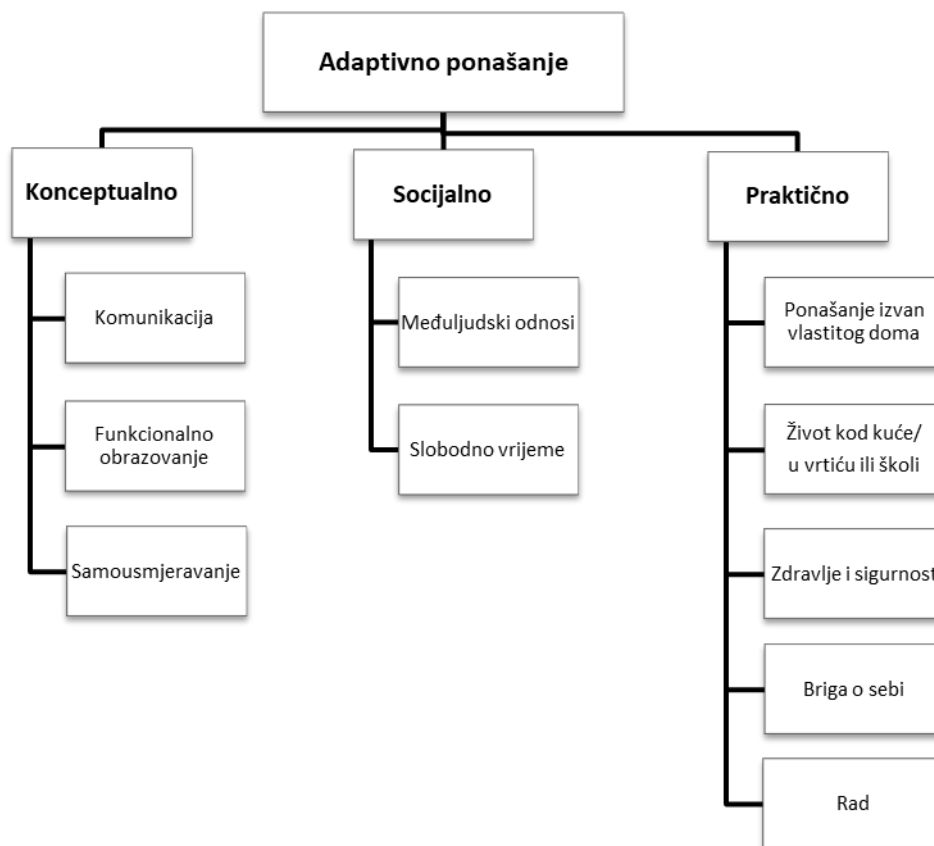 Adaptivno ponašanje
Konceptualno
Komunikacija
Funkcionalno
obrazovanje
Samousmjeravanje
Socijalno
Međuljudski odnosi
Slobodno vrijeme
Praktično
Ponašanje izvan
vlastitog doma
Život kod kuće/
u vrtiću ili školi
Zdravlje i sigurnost
Briga o sebi
Rad